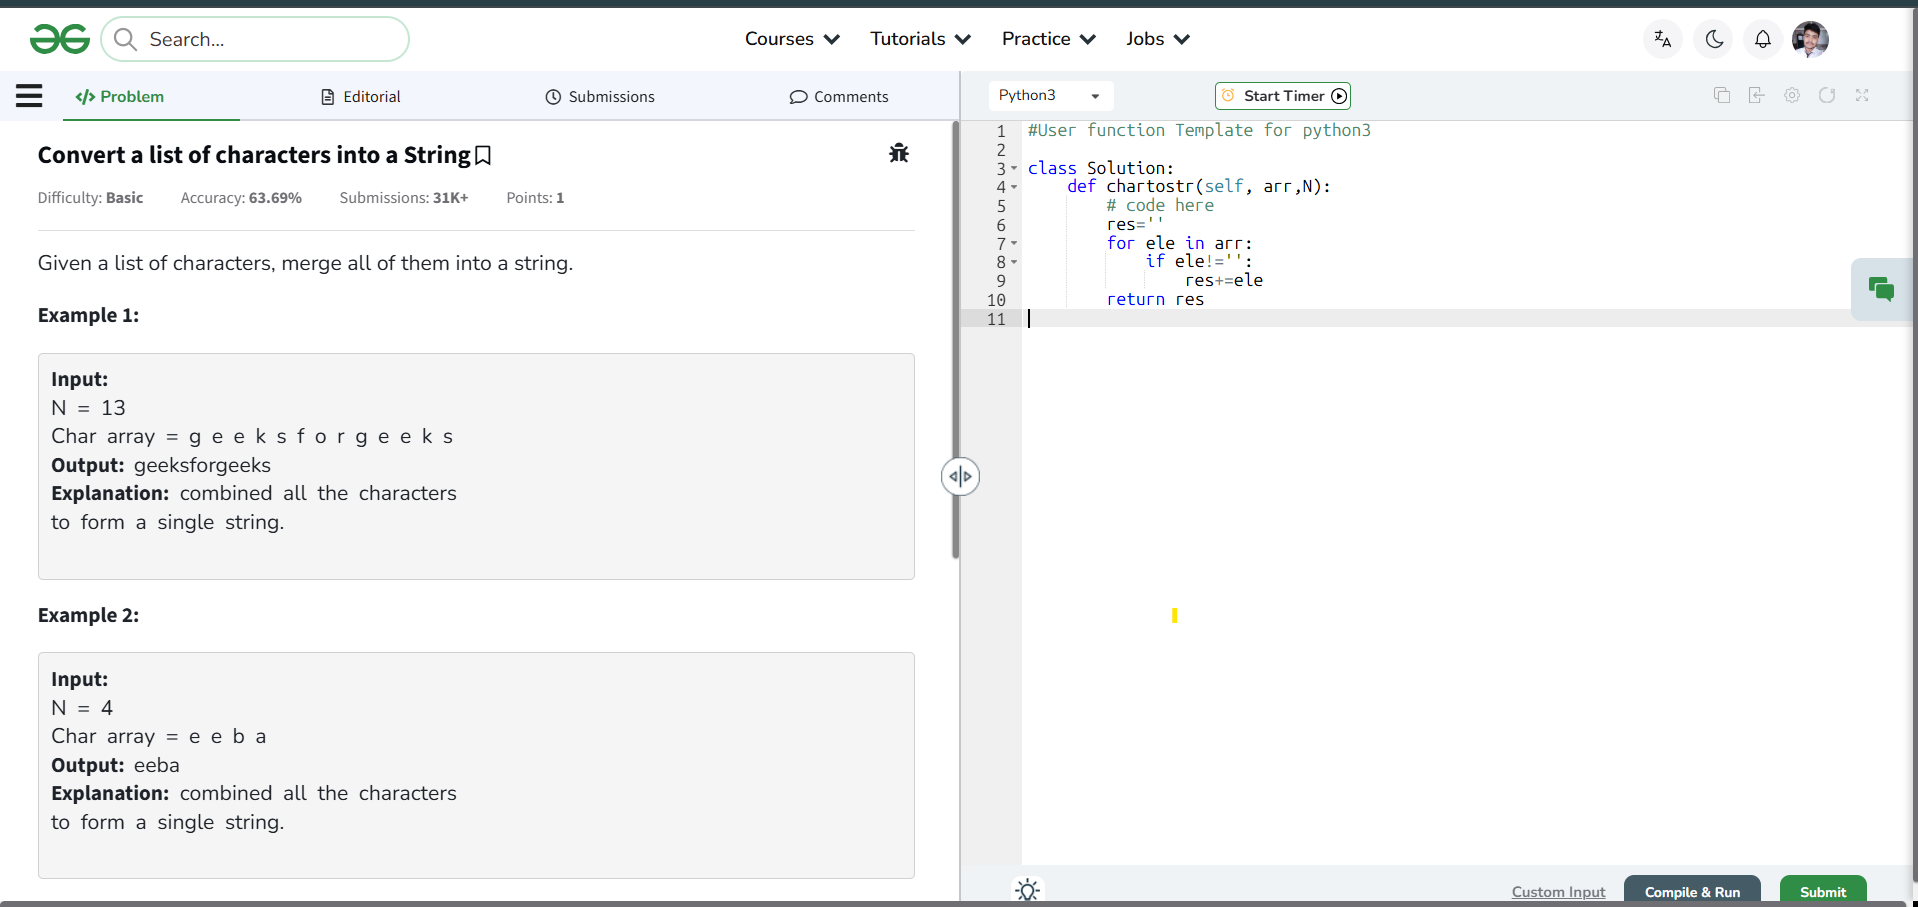 Search...
Courses
Tutorials
Practice
Jobs
Problem
Editorial
Submissions
Comments
Python3
Start Timer
Convert a list of characters into a String
Difficulty: Basic Accuracy: 63.69% Submissions: 31K+ Points: 1
Given a list of characters, merge all of them into a string.
Example 1:
Input:
N = 13
Char array = g e e k s f o r g e e k s
Output: geeksforgeeks
Explanation: combined all the characters
to form a single string.
Example 2:
Input:
N = 4
Char array = e e b a
Output: eeba
Explanation: combined all the characters
to form a single string.
1 #User function Template for python3
2
3 class Solution:
4 def chartostr(self, arr,N):
5 # code here
6 res=''
7 for ele in arr:
8 if ele!='':
9 res+=ele
10 return res
11
Custom Input
Compile & Run
Submit